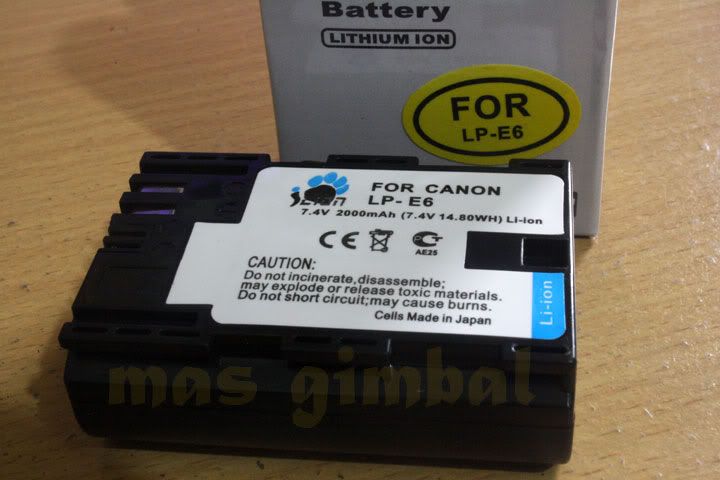 Battery
LITHIUM ION
FOR
LP-E6
FOR CANON
LP- E6
7.4V 2000mAh (7.4V 14.80WH) Li-ion
CE
AE25
CAUTION:
Do not incinerate,disassemble;
may explode or release toxic materials.
Do not short circuit;may cause burns.
Cells Made in Japan
Li-ion
mas gimbal